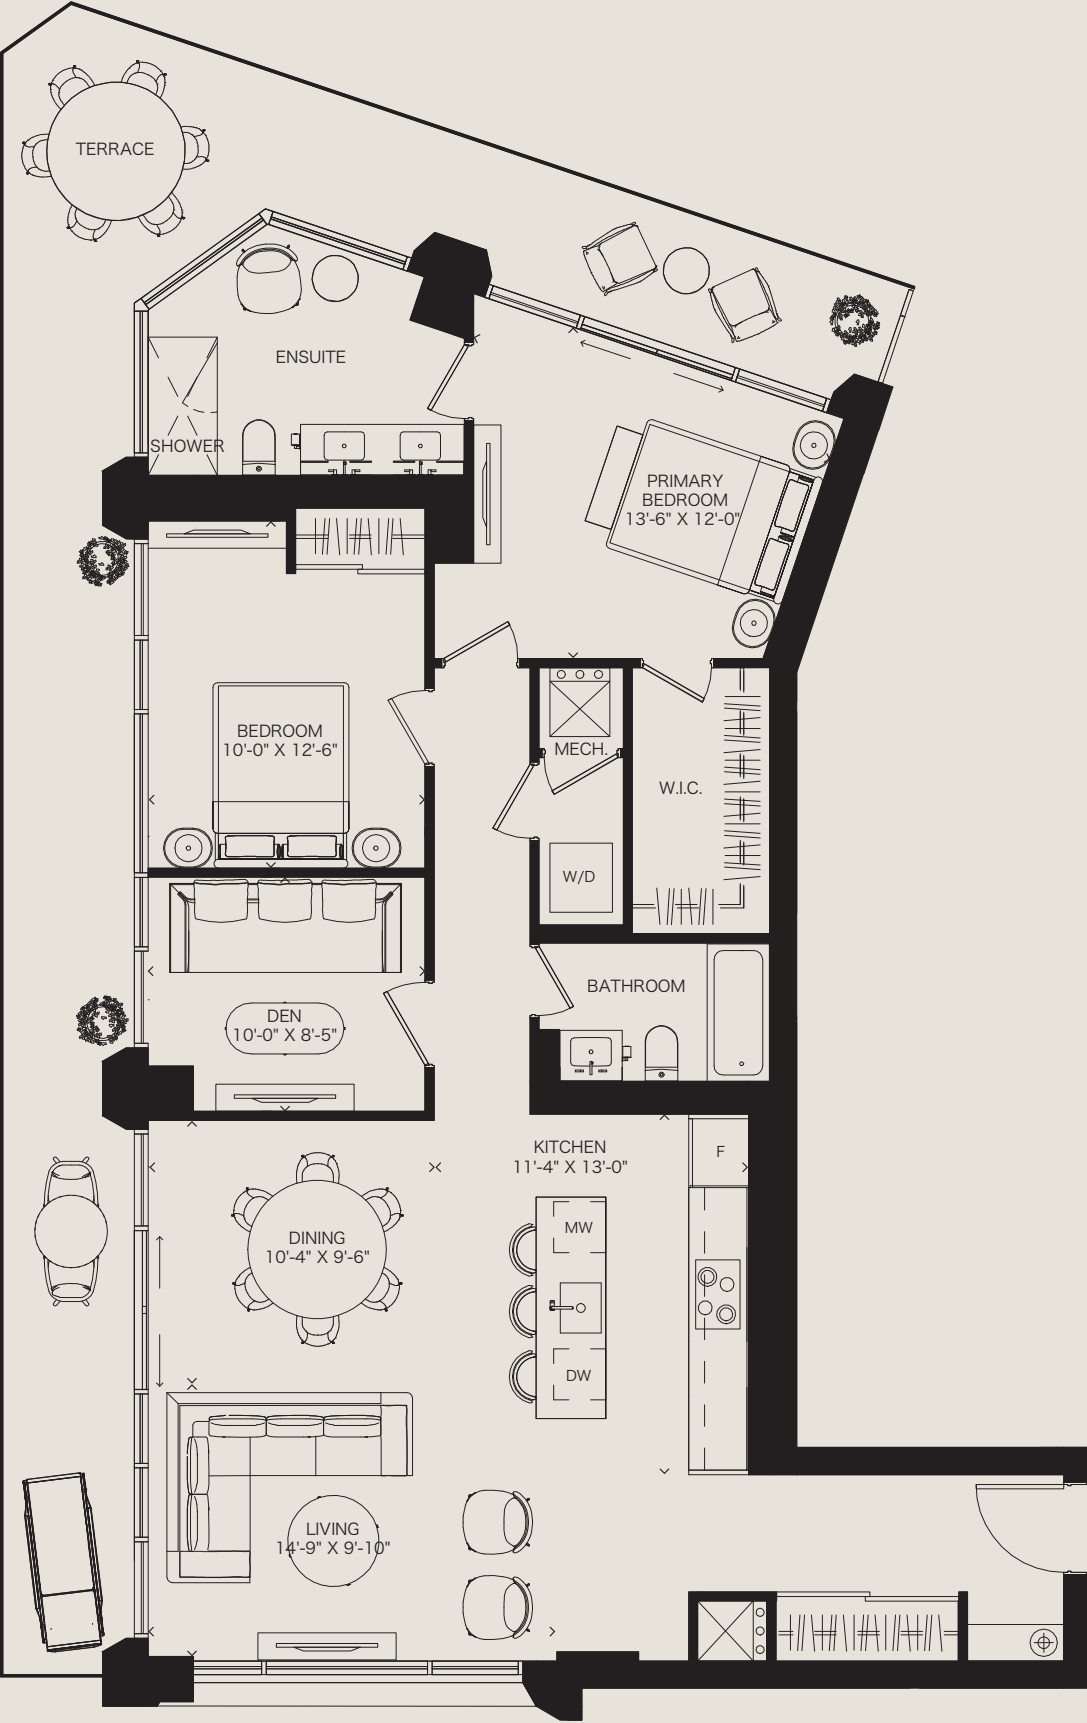 TERRACE
ENSUITE
SHOWER
PRIMARY
BEDROOM
13'-6" X 12'-0"
BEDROOM
10'-0" X 12'-6"
MECH.
W.I.C.
W/D
BATHROOM
DEN
10'-0" X 8'-5"
KITCHEN
11'-4" X 13'-0"
F
MW
DINING
10'-4" X 9'-6"
DW
LIVING
14'-9" X 9'-10"